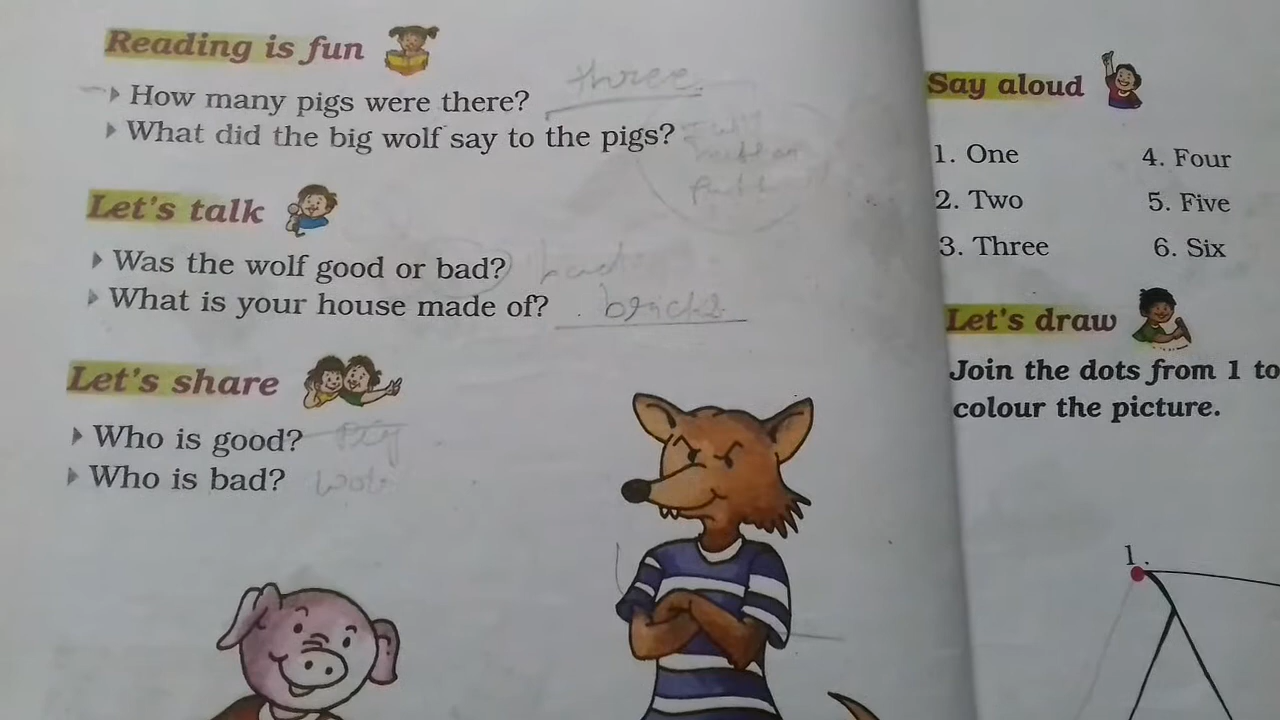 Reading is fun
How many pigs were there? three
What did the big wolf say to the pigs?
Let's talk
Was the wolf good or bad? bad
What is your house made of? bricks
Let's share
Who is good? Pig
Who is bad?
Say aloud
1. One 4. Four
2. Two 5. Five
3. Three 6. Six
Let's draw
Join the dots from 1 to
colour the picture.
1.